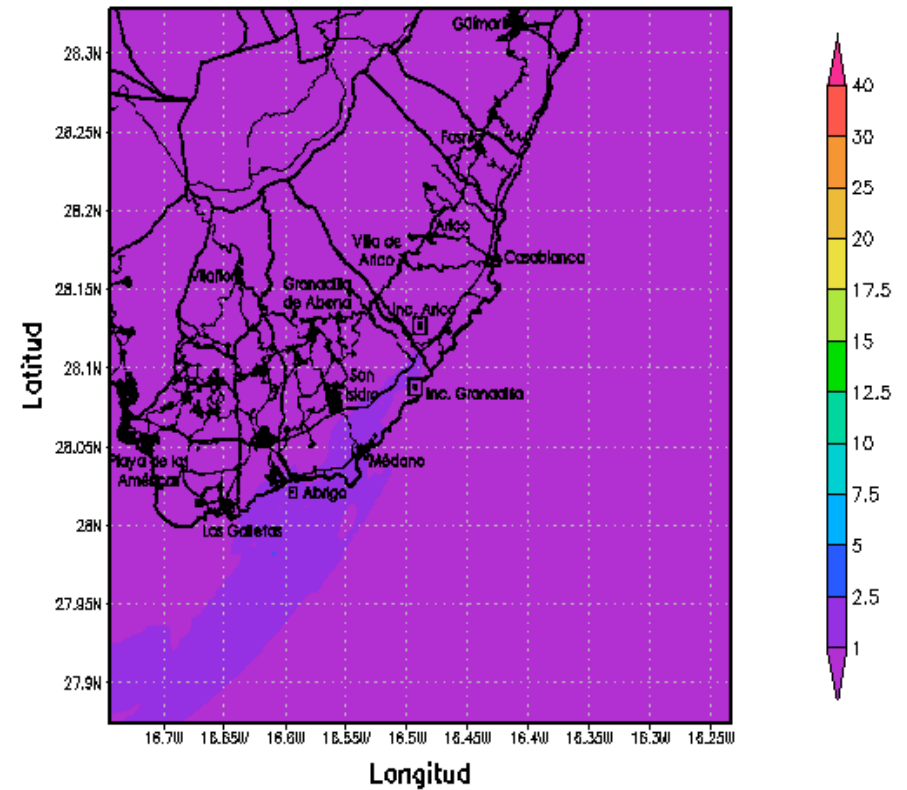 Güímar
28.3N
40
30
28.25N
Fasnia
25
28.2N
Arico
20
Villa de
Arico
Casablanca
Vilaflor
28.15N
Granadilla
de Abona
17.5
Inc. Arico
15
28.1N
San
Isidro
Inc. Granadilla
12.5
10
28.05N
Médano
Playa de las
Américas
El Abrigo
7.5
28N
Las Galletas
5
27.95N
2.5
1
27.9N
16.7W 16.65W 16.6W 16.55W 16.5W 16.45W 16.4W 16.35W 16.3W 16.25W
Longitud
Latitud